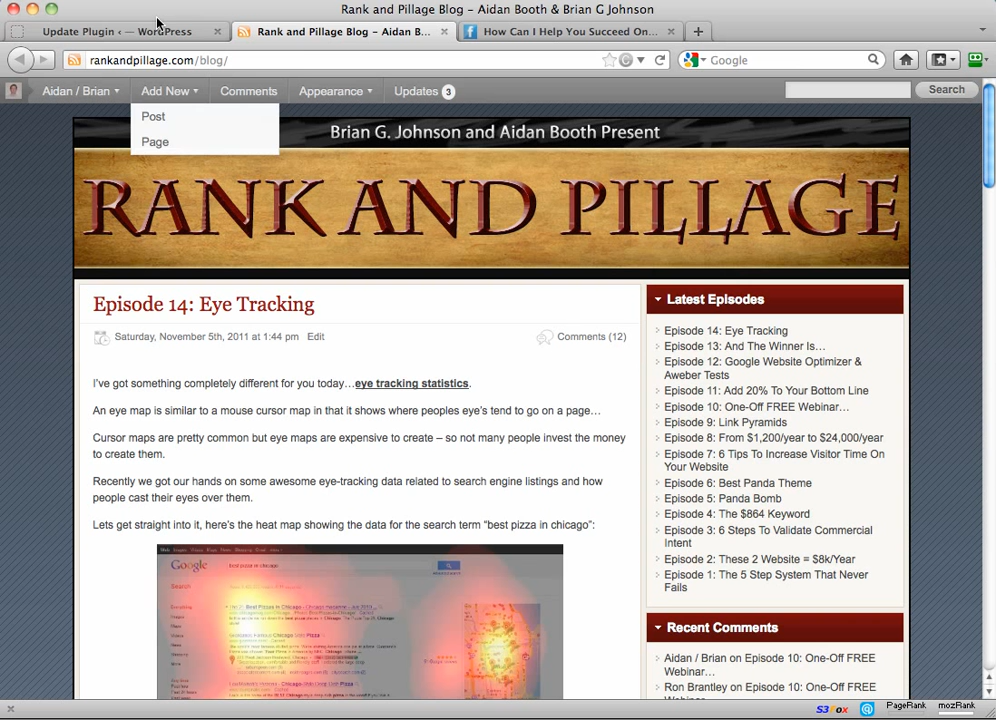 Rank and Pillage Blog – Aidan Booth & Brian G Johnson
Update Plugin ‹ — WordPress
Rank and Pillage Blog – Aidan B...
How Can I Help You Succeed On...
rankandpillage.com/blog/
Google
Aidan / Brian
Add New
Comments
Appearance
Updates 3
Search
Post
Page
Brian G. Johnson and Aidan Booth Present
RANK AND PILLAGE
Episode 14: Eye Tracking
Saturday, November 5th, 2011 at 1:44 pm Edit
Comments (12)
I've got something completely different for you today…eye tracking statistics.
An eye map is similar to a mouse cursor map in that it shows where peoples eye's tend to go on a page…
Cursor maps are pretty common but eye maps are expensive to create – so not many people invest the money
to create them.
Recently we got our hands on some awesome eye-tracking data related to search engine listings and how
people cast their eyes over them.
Lets get straight into it, here's the heat map showing the data for the search term “best pizza in chicago”:
Google
best pizza in chicago
Search
Latest Episodes
Episode 14: Eye Tracking
Episode 13: And The Winner Is…
Episode 12: Google Website Optimizer &
Aweber Tests
Episode 11: Add 20% To Your Bottom Line
Episode 10: One-Off FREE Webinar…
Episode 9: Link Pyramids
Episode 8: From $1,200/year to $24,000/year
Episode 7: 6 Tips To Increase Visitor Time On
Your Website
Episode 6: Best Panda Theme
Episode 5: Panda Bomb
Episode 4: The $864 Keyword
Episode 3: 6 Steps To Validate Commercial
Intent
Episode 2: These 2 Website = $8k/Year
Episode 1: The 5 Step System That Never
Fails
Recent Comments
Aidan / Brian on Episode 10: One-Off FREE
Webinar…
Ron Brantley on Episode 10: One-Off FREE
S3Fox
PageRank
mozRank